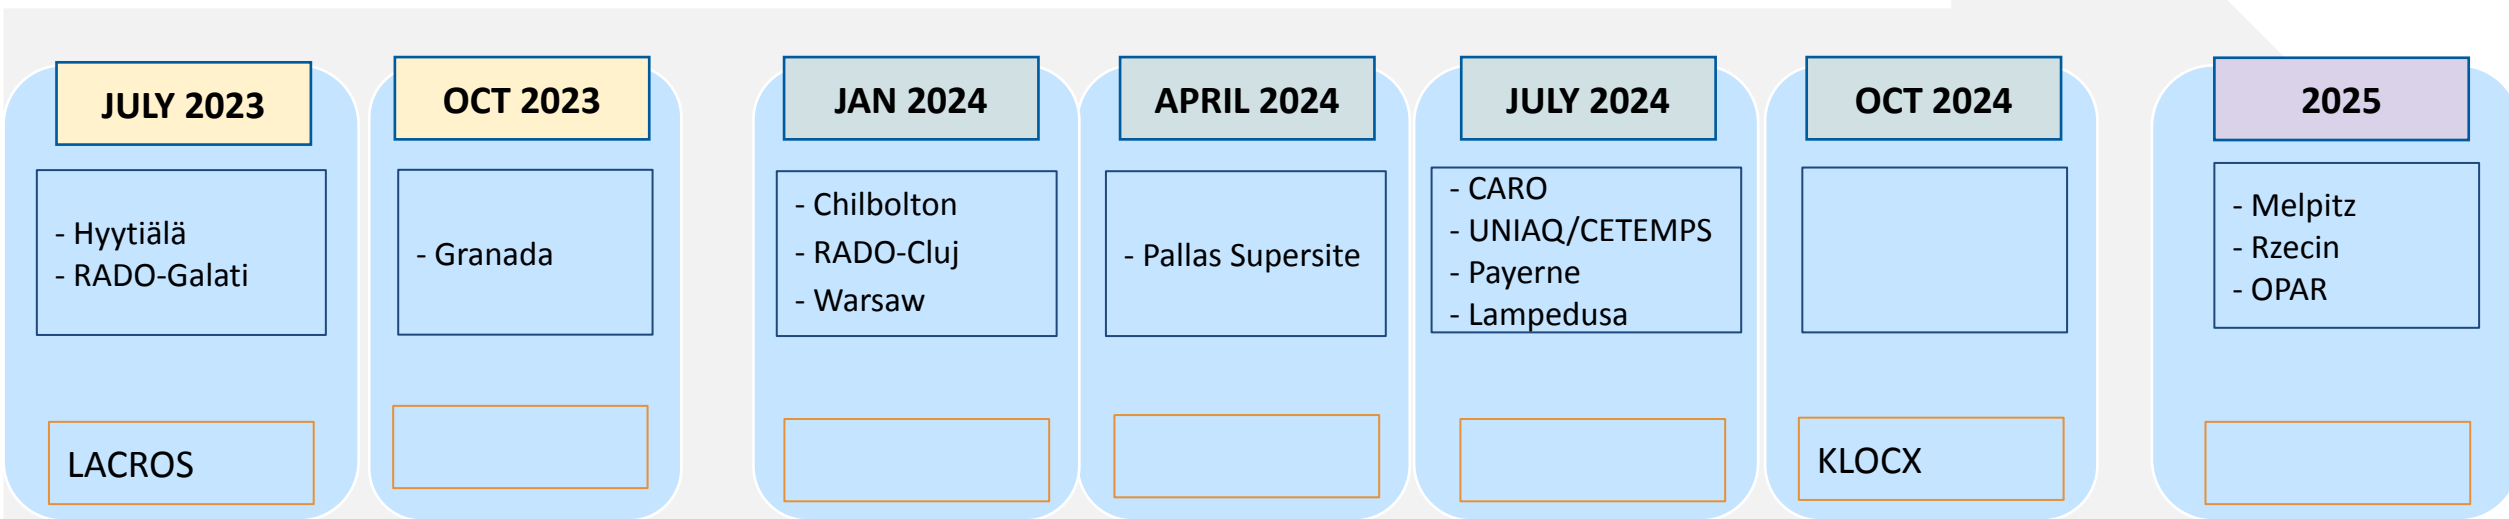 JULY 2023
- Hyytiälä
- RADO-Galati
LACROS
OCT 2023
- Granada
JAN 2024
- Chilbolton
- RADO-Cluj
- Warsaw
APRIL 2024
- Pallas Supersite
JULY 2024
- CARO
- UNIAQ/CETEMPS
- Payerne
- Lampedusa
OCT 2024
KLOCX
2025
- Melpitz
- Rzecin
- OPAR